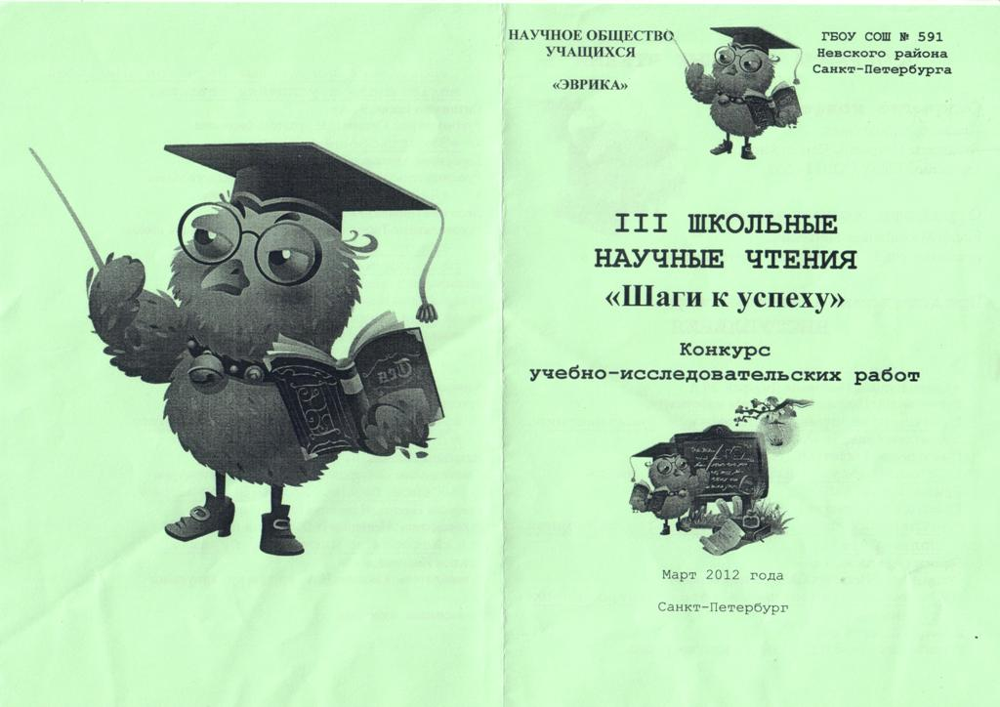 НАУЧНОЕ ОБЩЕСТВО
УЧАЩИХСЯ
«ЭВРИКА»
ГБОУ СОШ № 591
Невского района
Санкт-Петербурга
III ШКОЛЬНЫЕ
НАУЧНЫЕ ЧТЕНИЯ
«Шаги к успеху»
Конкурс
учебно-исследовательских работ
Март 2012 года
Санкт-Петербург